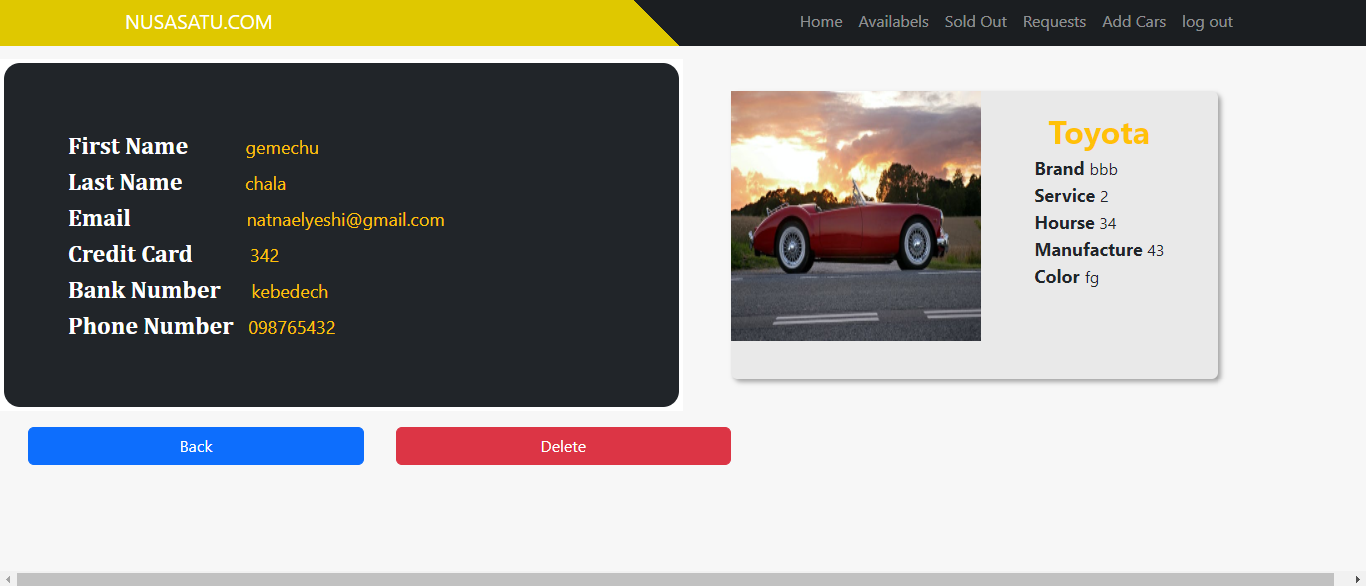 NUSASATU.COM
Home Availabels Sold Out Requests Add Cars log out
First Name gemechu
Last Name chala
Email natnaelyeshi@gmail.com
Credit Card 342
Bank Number kebedech
Phone Number 098765432
Toyota
Brand bbb
Service 2
Hourse 34
Manufacture 43
Color fg
Back Delete